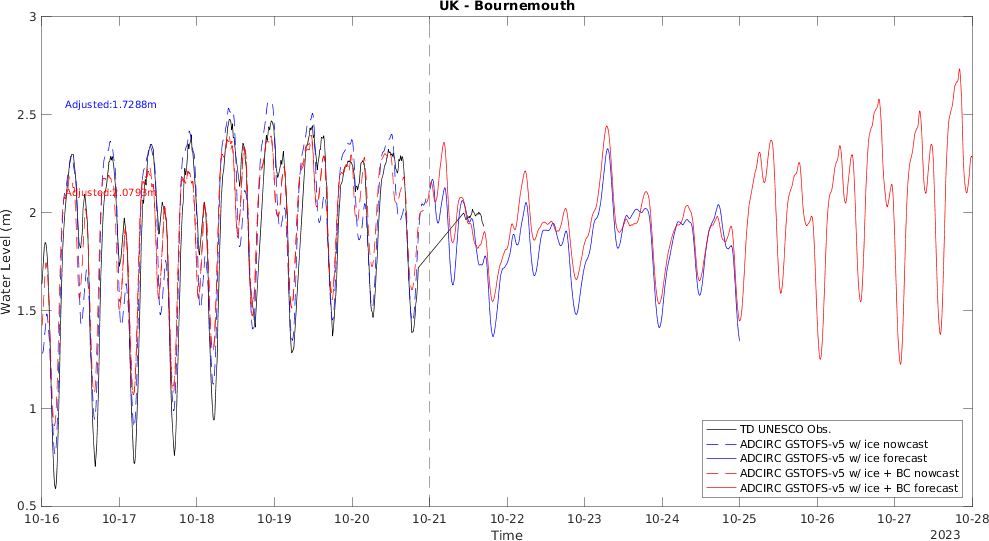 UK - Bournemouth
3
2.5
2
1.5
1
0.5
Water Level (m)
Adjusted:1.7288m
Adjusted:2.0793m
10-16 10-17 10-18 10-19 10-20 10-21 10-22 10-23 10-24 10-25 10-26 10-27 10-28
Time
2023
TD UNESCO Obs.
ADCIRC GSTOFS-v5 w/ ice nowcast
ADCIRC GSTOFS-v5 w/ ice forecast
ADCIRC GSTOFS-v5 w/ ice + BC nowcast
ADCIRC GSTOFS-v5 w/ ice + BC forecast